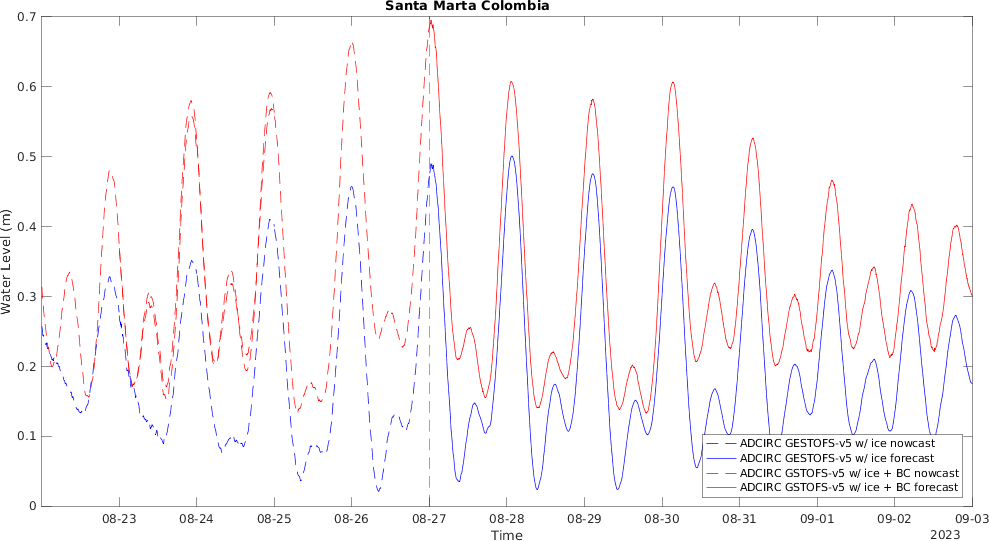 Santa Marta Colombia
0.7
0.6
0.5
0.4
0.3
0.2
0.1
0
Water Level (m)
08-23 08-24 08-25 08-26 08-27 08-28 08-29 08-30 08-31 09-01 09-02 09-03
Time
2023
ADCIRC GESTOFS-v5 w/ ice nowcast
ADCIRC GESTOFS-v5 w/ ice forecast
ADCIRC GSTOFS-v5 w/ ice + BC nowcast
ADCIRC GSTOFS-v5 w/ ice + BC forecast